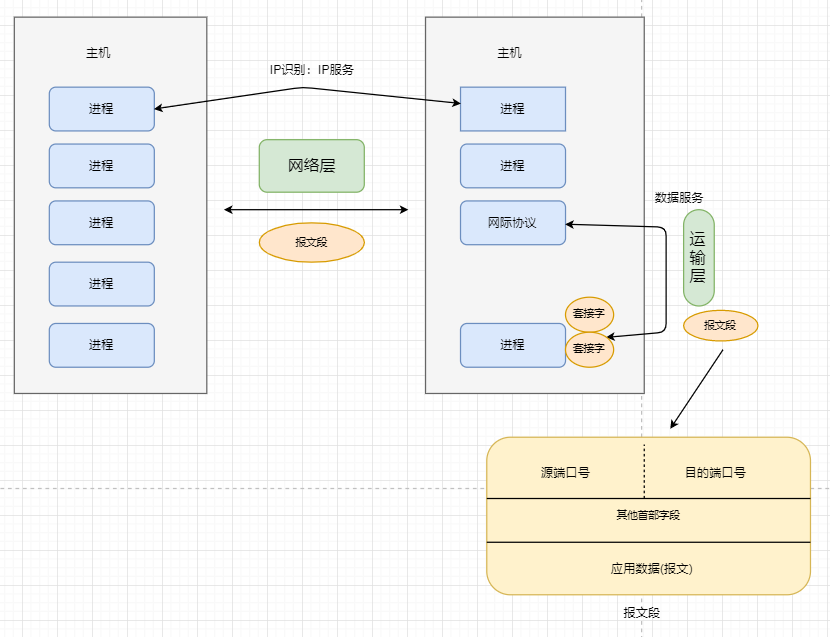 主机
进程
进程
进程
进程
进程
IP识别：IP服务
网络层
报文段
主机
进程
进程
网际协议
进程
套接字
套接字
数据服务
运输层
报文段
源端口号
目的端口号
其他首部字段
应用数据(报文)
报文段